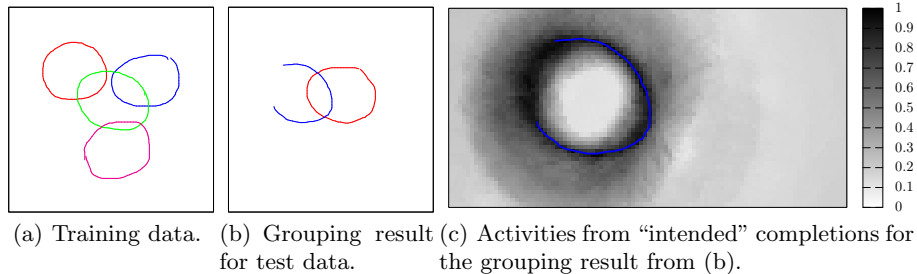 1
0.9
0.8
0.7
0.6
0.5
0.4
0.3
0.2
0.1
0
(a) Training data.
(b) Grouping result
for test data.
(c) Activities from “intended” completions for
the grouping result from (b).